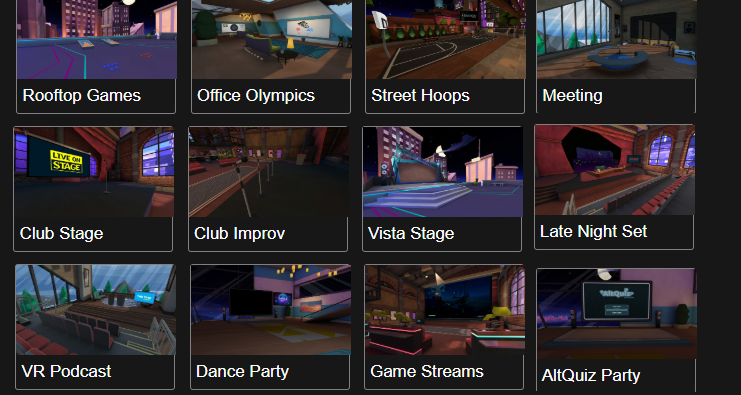 Rooftop Games
Office Olympics
Street Hoops
Meeting
LIVE ON
STAGE
Club Stage
Club Improv
Vista Stage
Late Night Set
VR Podcast
Dance Party
Game Streams
AltQuiz
AltQuiz Party